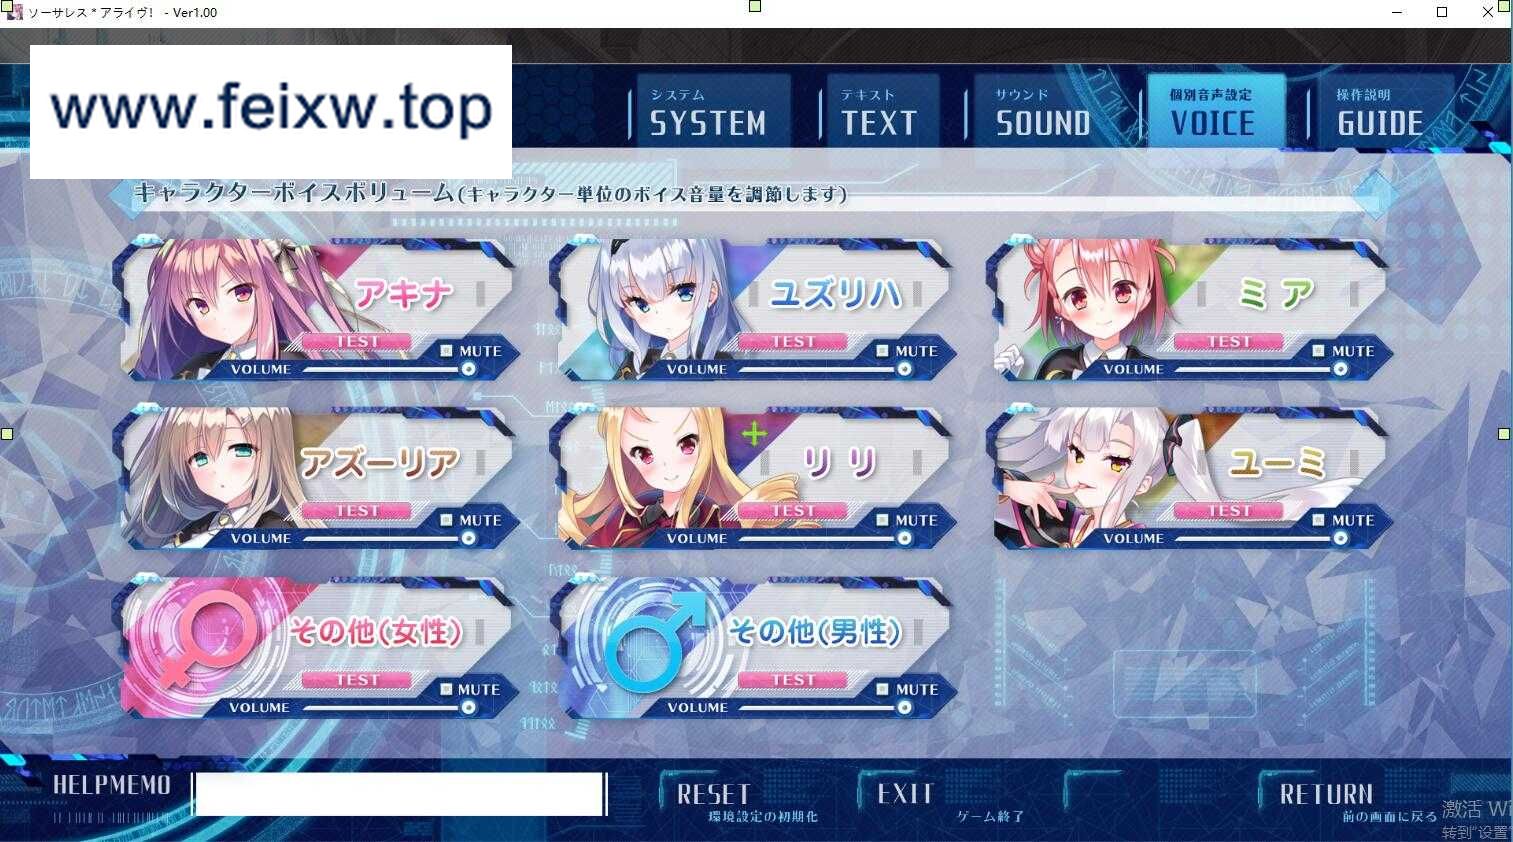 ソーサレス*アライヴ! - Ver1.00
www.feixw.top
システム
SYSTEM
テキスト
TEXT
サウンド
SOUND
個別音声設定
VOICE
操作説明
GUIDE
キャラクターボイスボリューム(キャラクター単位のボイス音量を調節します)
アキナ
TEST
MUTE
VOLUME
ユズリハ
TEST
MUTE
VOLUME
ミア
TEST
MUTE
VOLUME
アズーリア
TEST
MUTE
VOLUME
リリ
TEST
MUTE
VOLUME
ユーミ
TEST
MUTE
VOLUME
その他(女性)
TEST
MUTE
VOLUME
その他(男性)
TEST
MUTE
VOLUME
HELPMEMO
RESET
環境設定の初期化
EXIT
ゲーム終了
RETURN
前の画面に戻る
激活 Wi
转到"设置"